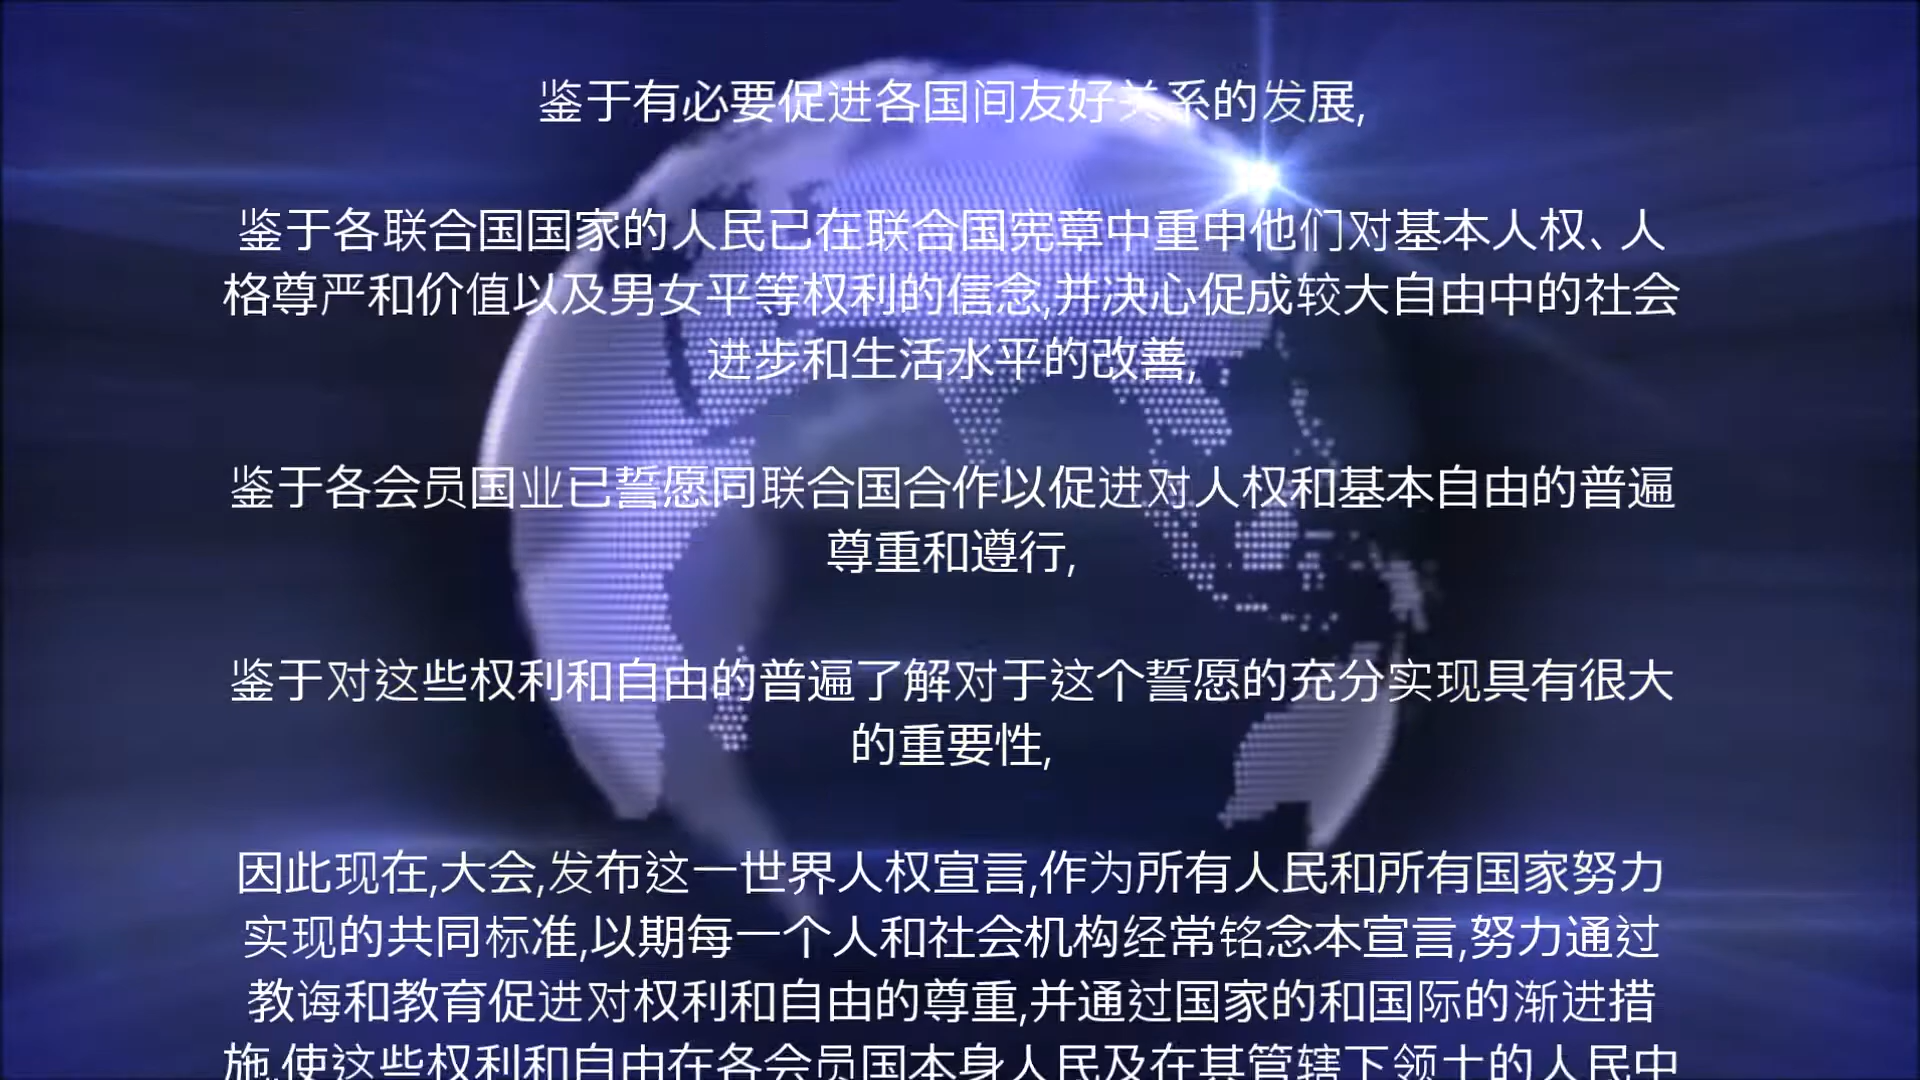 鉴于有必要促进各国间友好关系的发展,
鉴于各联合国国家的人民已在联合国宪章中重申他们对基本人权、人
格尊严和价值以及男女平等权利的信念,并决心促成较大自由中的社会
进步和生活水平的改善,
鉴于各会员国业已誓愿同联合国合作以促进对人权和基本自由的普遍
尊重和遵行,
鉴于对这些权利和自由的普遍了解对于这个誓愿的充分实现具有很大
的重要性,
因此现在,大会,发布这一世界人权宣言,作为所有人民和所有国家努力
实现的共同标准,以期每一个人和社会机构经常铭念本宣言,努力通过
教诲和教育促进对权利和自由的尊重,并通过国家的和国际的渐进措
施,使这些权利和自由在各会员国本身人民及在其管辖下领土的人民中